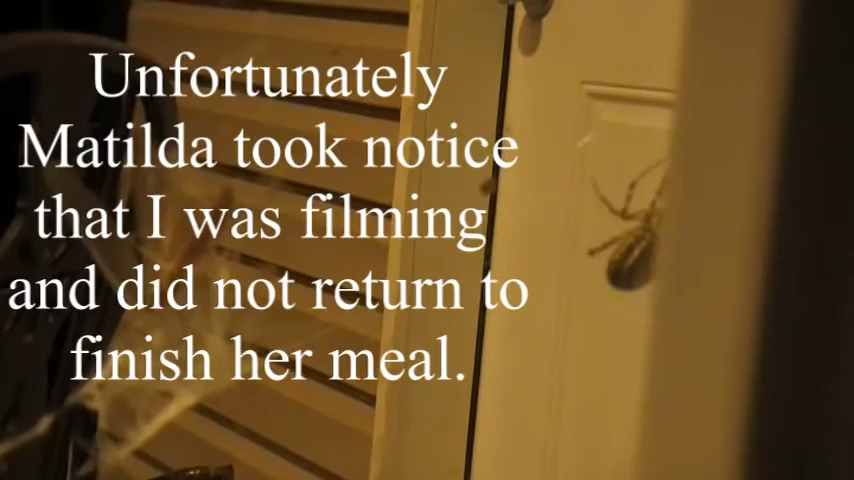 Unfortunately
Matilda took notice
that I was filming
and did not return to
finish her meal.